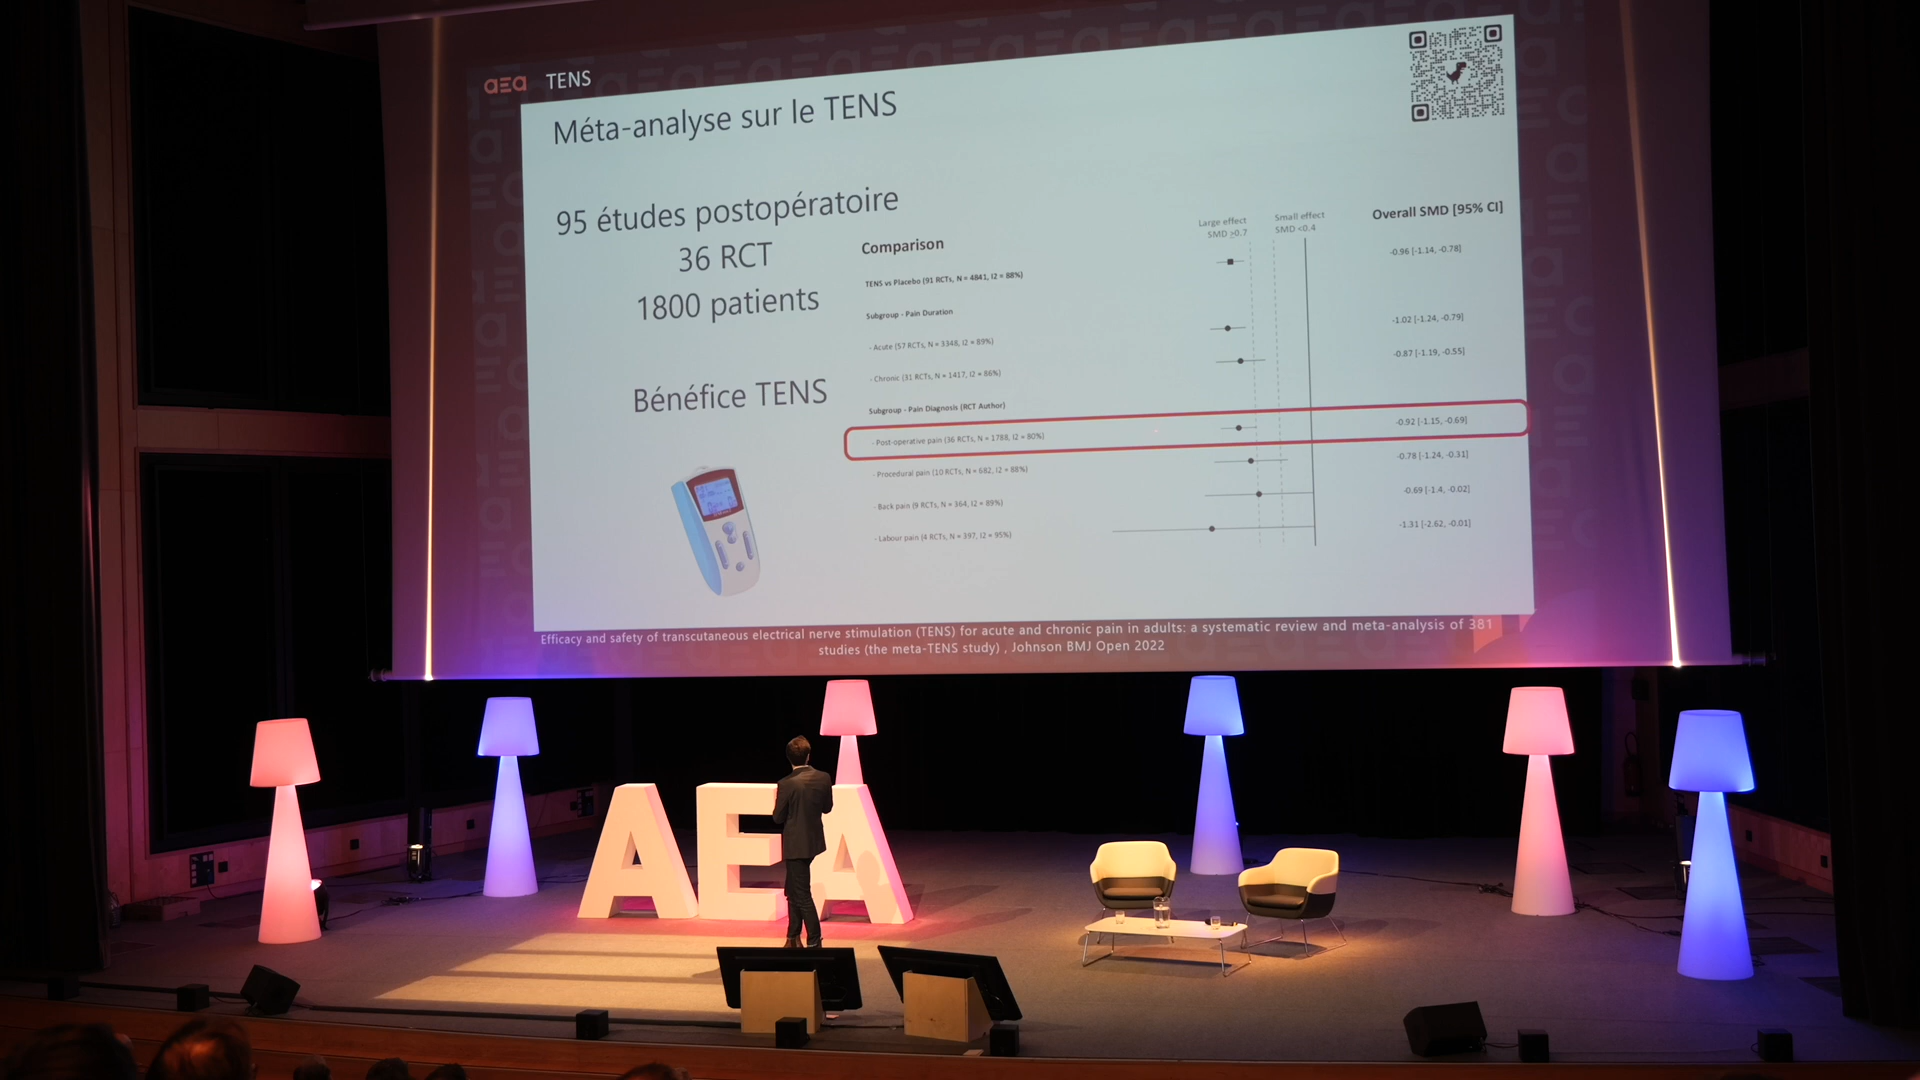 aea TENS
Méta-analyse sur le TENS
95 études postopératoire
36 RCT
1800 patients
Bénéfice TENS
Comparison
Large effect
SMD ≥0.7
Small effect
SMD <0.4
Overall SMD [95% CI]
TENS vs Placebo (91 RCTs, N = 4841, I2 = 88%)
-0.96 [-1.14, -0.78]
Subgroup - Pain Duration
- Acute (57 RCTs, N = 3348, I2 = 89%)
-1.02 [-1.24, -0.79]
- Chronic (31 RCTs, N = 1417, I2 = 86%)
-0.87 [-1.19, -0.55]
Subgroup - Pain Diagnosis (RCT Author)
- Post-operative pain (36 RCTs, N = 1788, I2 = 80%)
-0.92 [-1.15, -0.69]
- Procedural pain (10 RCTs, N = 682, I2 = 88%)
-0.78 [-1.24, -0.31]
- Back pain (9 RCTs, N = 364, I2 = 89%)
-0.69 [-1.4, -0.02]
- Labour pain (4 RCTs, N = 397, I2 = 95%)
-1.31 [-2.62, -0.01]
Efficacy and safety of transcutaneous electrical nerve stimulation (TENS) for acute and chronic pain in adults: a systematic review and meta-analysis of 381
studies (the meta-TENS study) , Johnson BMJ Open 2022
AEA